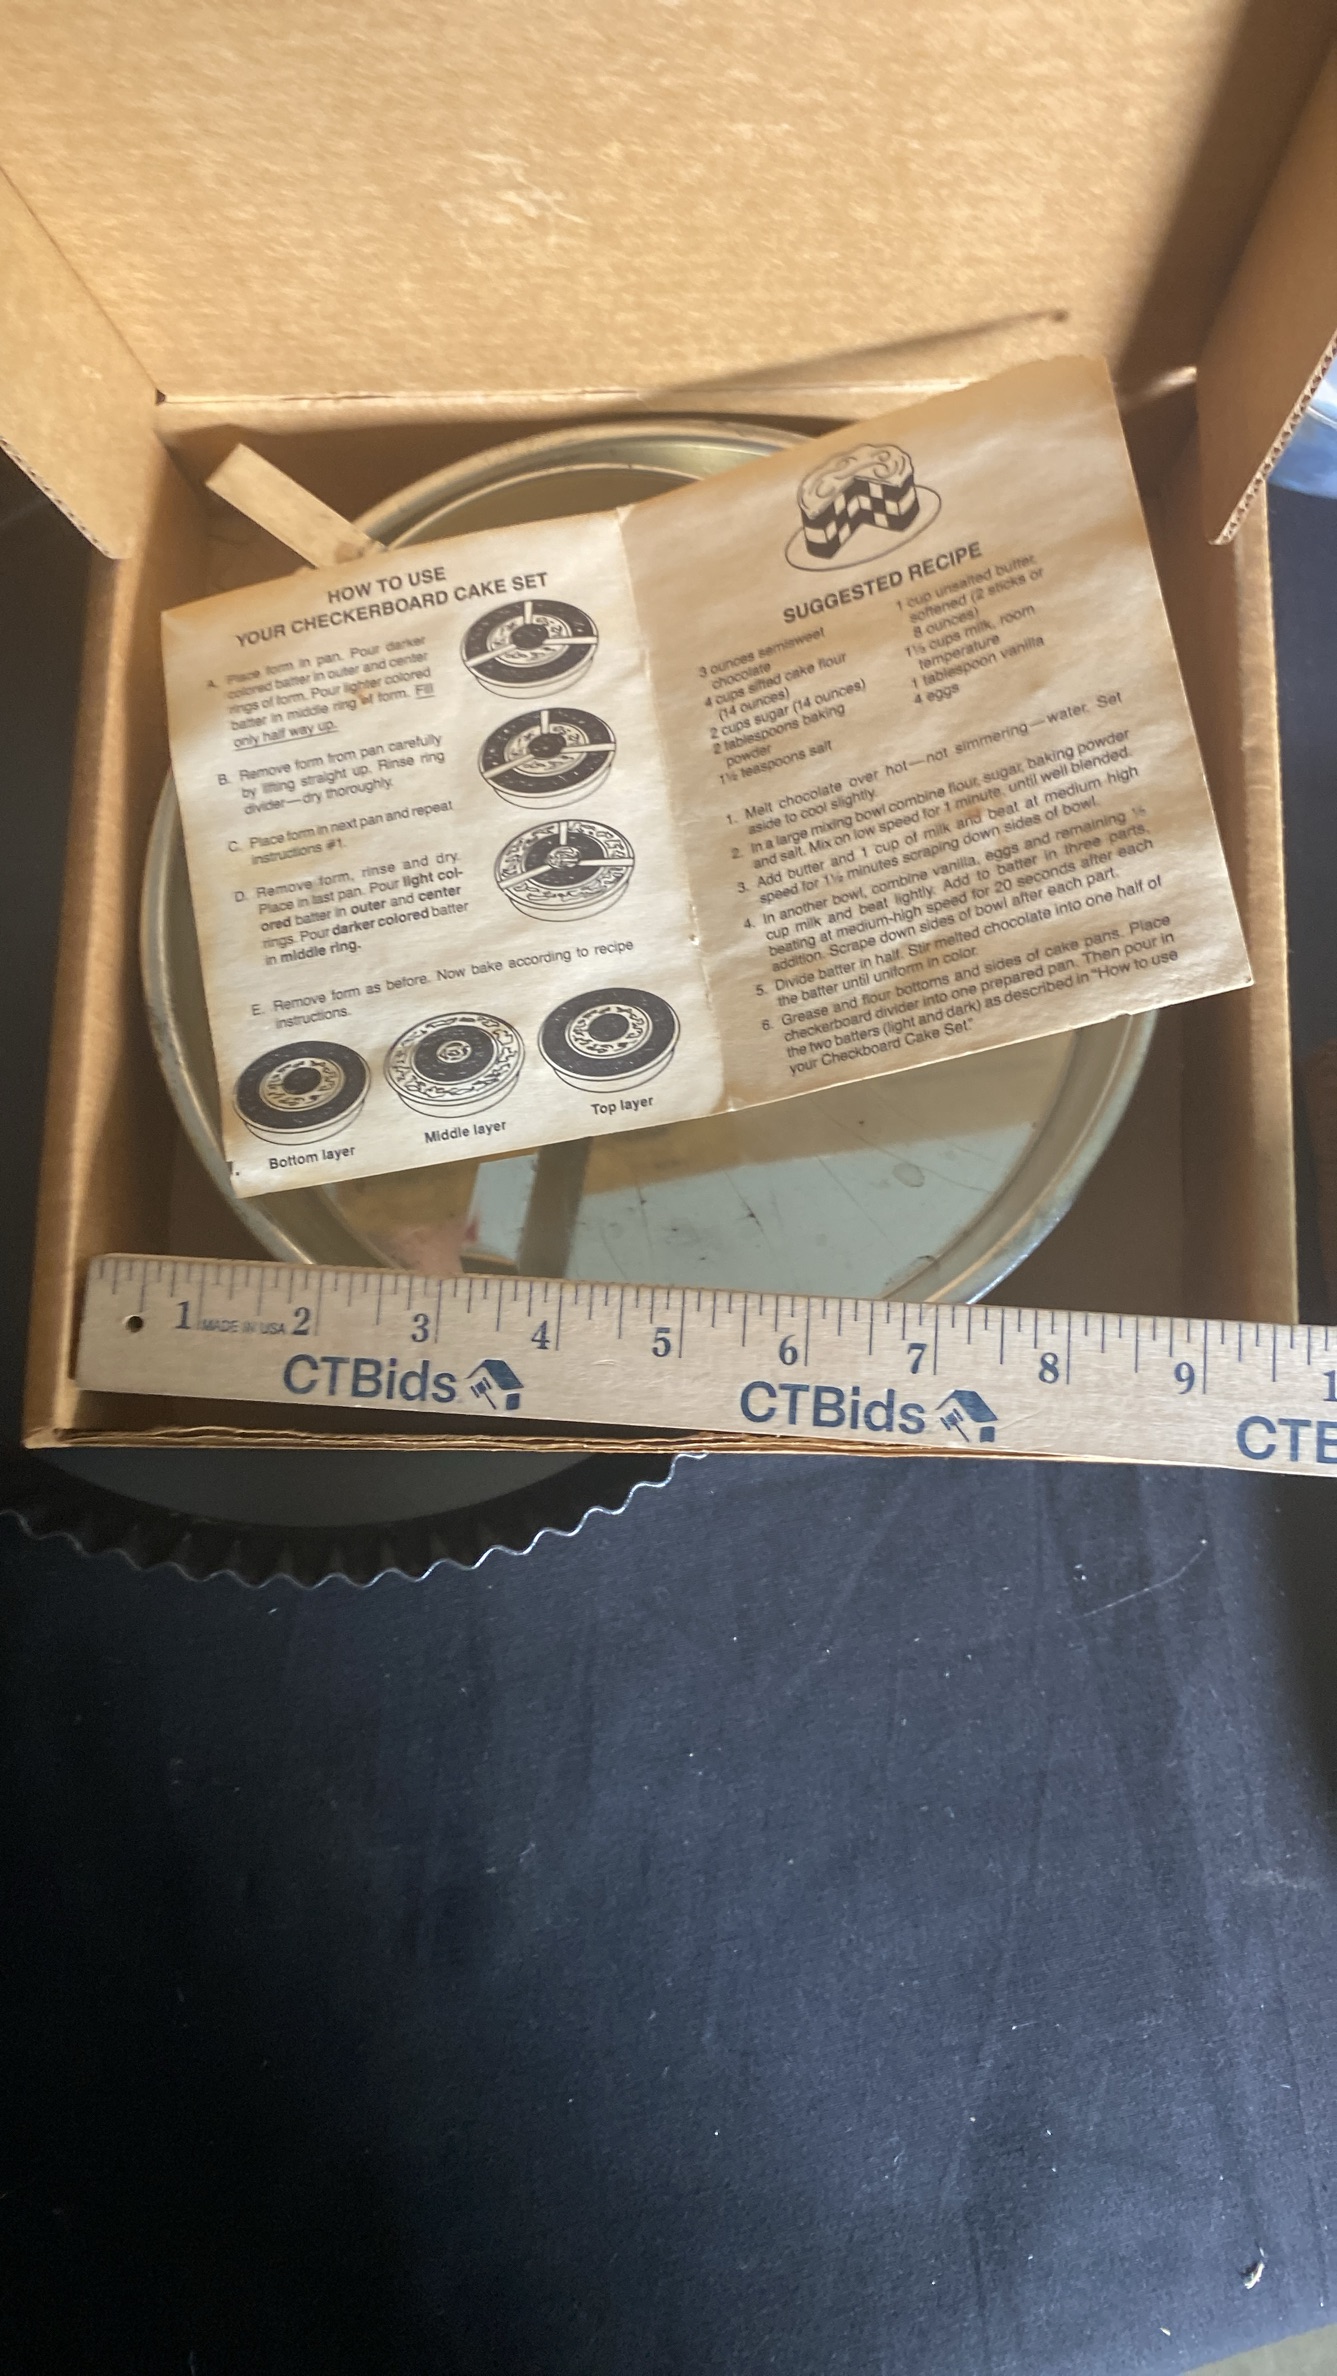 HOW TO USE
YOUR CHECKERBOARD CAKE SET
A. Place form in pan. Pour darker
colored batter in outer and center
rings of form. Pour lighter colored
batter in middle ring of form. Fill
only half way up.
B. Remove form from pan carefully
by lifting straight up. Rinse ring
divider—dry thoroughly.
C. Place form in next pan and repeat
instructions #1.
D. Remove form, rinse and dry.
Place in last pan. Pour light col-
ored batter in outer and center
rings. Pour darker colored batter
in middle ring.
E. Remove form as before. Now bake according to recipe
instructions.
Bottom layer
Middle layer
Top layer
SUGGESTED RECIPE
3 ounces semisweet
chocolate
4 cups sifted cake flour
(14 ounces)
2 cups sugar (14 ounces)
2 tablespoons baking
powder
1½ teaspoons salt
1 cup unsalted butter,
softened (2 sticks or
8 ounces)
1½ cups milk, room
temperature
1 tablespoon vanilla
4 eggs
1. Melt chocolate over hot—not simmering—water. Set
aside to cool slightly.
2. In a large mixing bowl combine flour, sugar, baking powder
and salt. Mix on low speed for 1 minute, until well blended.
3. Add butter and 1 cup of milk and beat at medium-high
speed for 1½ minutes scraping down sides of bowl.
4. In another bowl, combine vanilla, eggs and remaining ½
cup milk and beat lightly. Add to batter in three parts,
beating at medium-high speed for 20 seconds after each
addition. Scrape down sides of bowl after each part.
5. Divide batter in half. Stir melted chocolate into one half of
the batter until uniform in color.
6. Grease and flour bottoms and sides of cake pans. Place
checkerboard divider into one prepared pan. Then pour in
the two batters (light and dark) as described in "How to use
your Checkboard Cake Set."
1 MADE IN USA 2 3 4 5 6 7 8 9 1
CTBids CTBids CTB